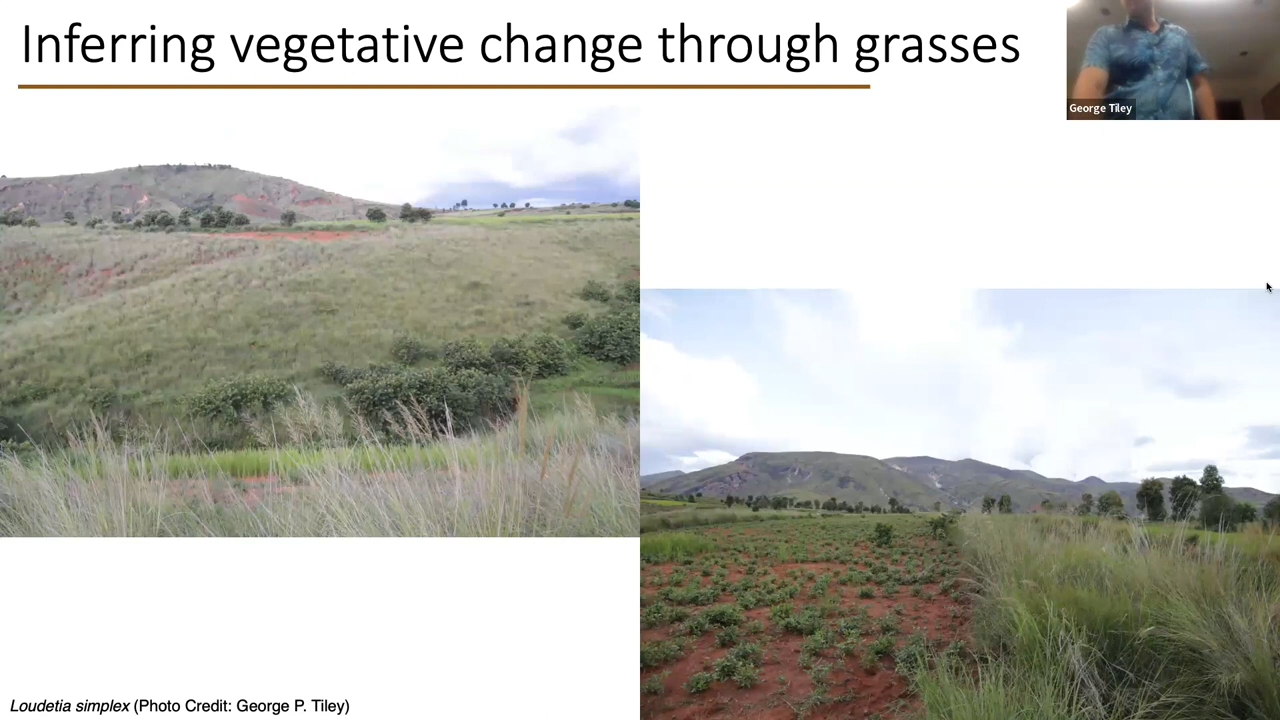 Inferring vegetative change through grasses
George Tiley
Loudetia simplex (Photo Credit: George P. Tiley)